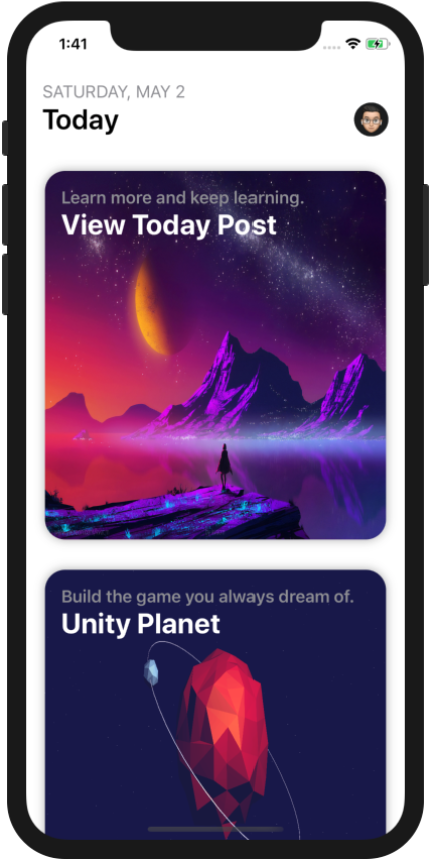 1:41
SATURDAY, MAY 2
Today
Learn more and keep learning.
View Today Post
Build the game you always dream of.
Unity Planet